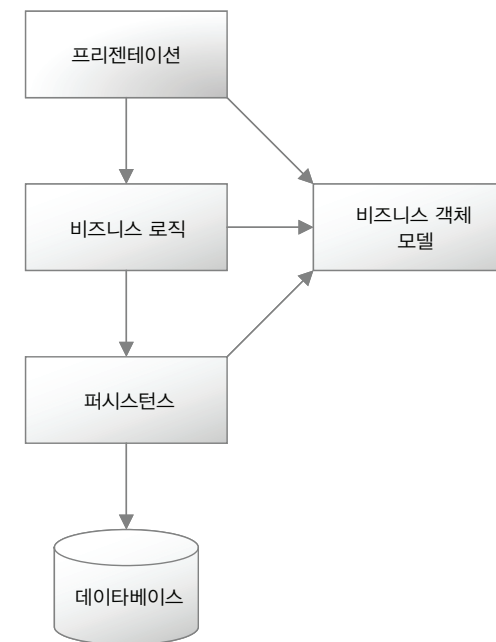 프리젠테이션
비즈니스 로직
비즈니스 객체
모델
퍼시스턴스
데이타베이스